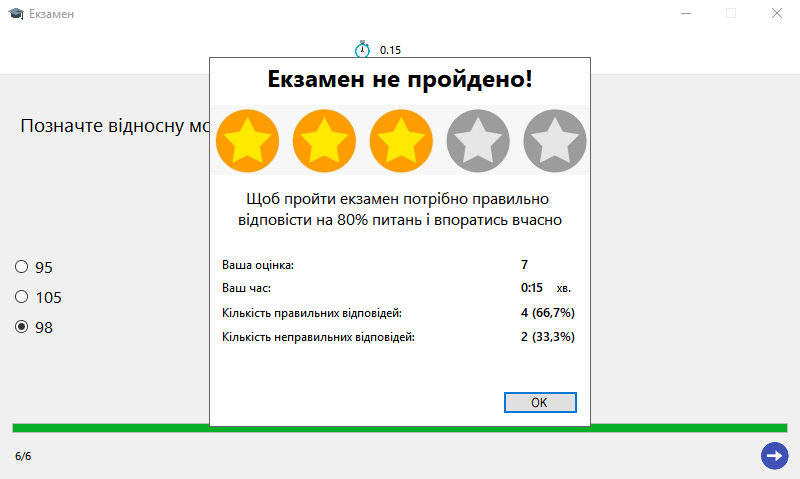 Екзамен
0.15
Екзамен не пройдено!
Позначте відносну
Щоб пройти екзамен потрібно правильно
відповісти на 80% питань і впоратись вчасно
Ваша оцінка: 7
Ваш час: 0:15 хв.
Кількість правильних відповідей: 4 (66,7%)
Кількість неправильних відповідей: 2 (33,3%)
95
105
98
OK
6/6